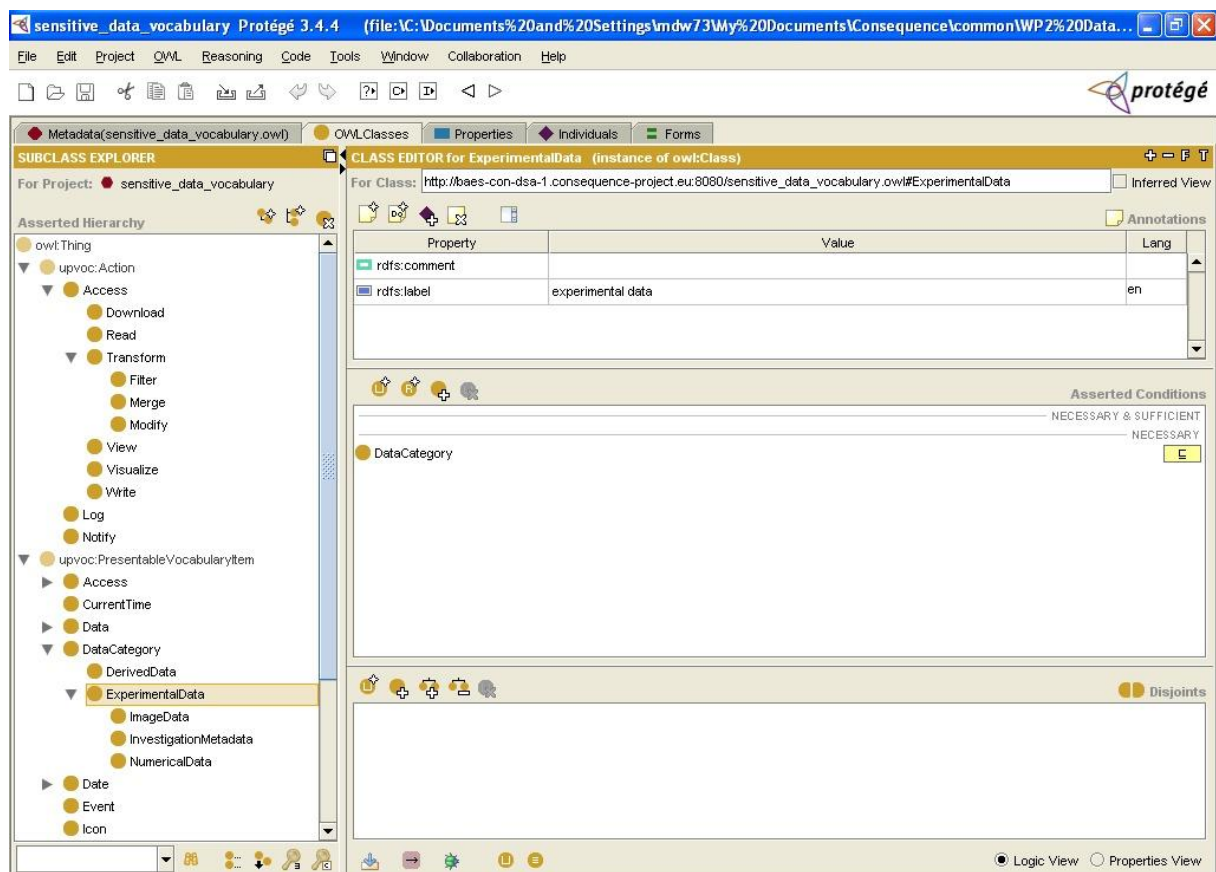 sensitive_data_vocabulary Protégé 3.4.4 (file:\C:\Documents%20and%20Settings\mdw73\My%20Documents\Consequence\common\WP2%20Data...
File Edit Project OWL Reasoning Code Tools Window Collaboration Help
protégé
Metadata(sensitive_data_vocabulary.owl) OWLClasses Properties Individuals Forms
SUBCLASS EXPLORER
For Project: sensitive_data_vocabulary
Asserted Hierarchy
owl:Thing
upvoc:Action
Access
Download
Read
Transform
Filter
Merge
Modify
View
Visualize
Write
Log
Notify
upvoc:PresentableVocabularyItem
Access
CurrentTime
Data
DataCategory
DerivedData
ExperimentalData
ImageData
InvestigationMetadata
NumericalData
Date
Event
Icon
CLASS EDITOR for ExperimentalData (instance of owl:Class)
For Class: http://baes-con-dsa-1.consequence-project.eu:8080/sensitive_data_vocabulary.owl#ExperimentalData Inferred View
Annotations
Property Value Lang
rdfs:comment
rdfs:label experimental data en
Asserted Conditions
NECESSARY & SUFFICIENT
NECESSARY
DataCategory ⊑
Disjoints
Logic View Properties View